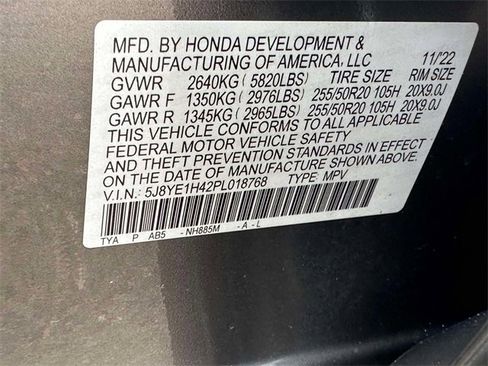 MFD. BY HONDA DEVELOPMENT &
MANUFACTURING OF AMERICA, LLC 11/22
GVWR 2640KG ( 5820LBS) TIRE SIZE RIM SIZE
GAWR F 1350KG ( 2976LBS) 255/50R20 105H 20X9.0J
GAWR R 1345KG ( 2965LBS) 255/50R20 105H 20X9.0J
THIS VEHICLE CONFORMS TO ALL APPLICABLE
FEDERAL MOTOR VEHICLE SAFETY
AND THEFT PREVENTION STANDARDS IN EFFECT
ON THE DATE OF MANUFACTURE SHOWN ABOVE.
V.I.N.: 5J8YE1H42PL018768 TYPE: MPV
TYA P AB5 -NH885M -A-L